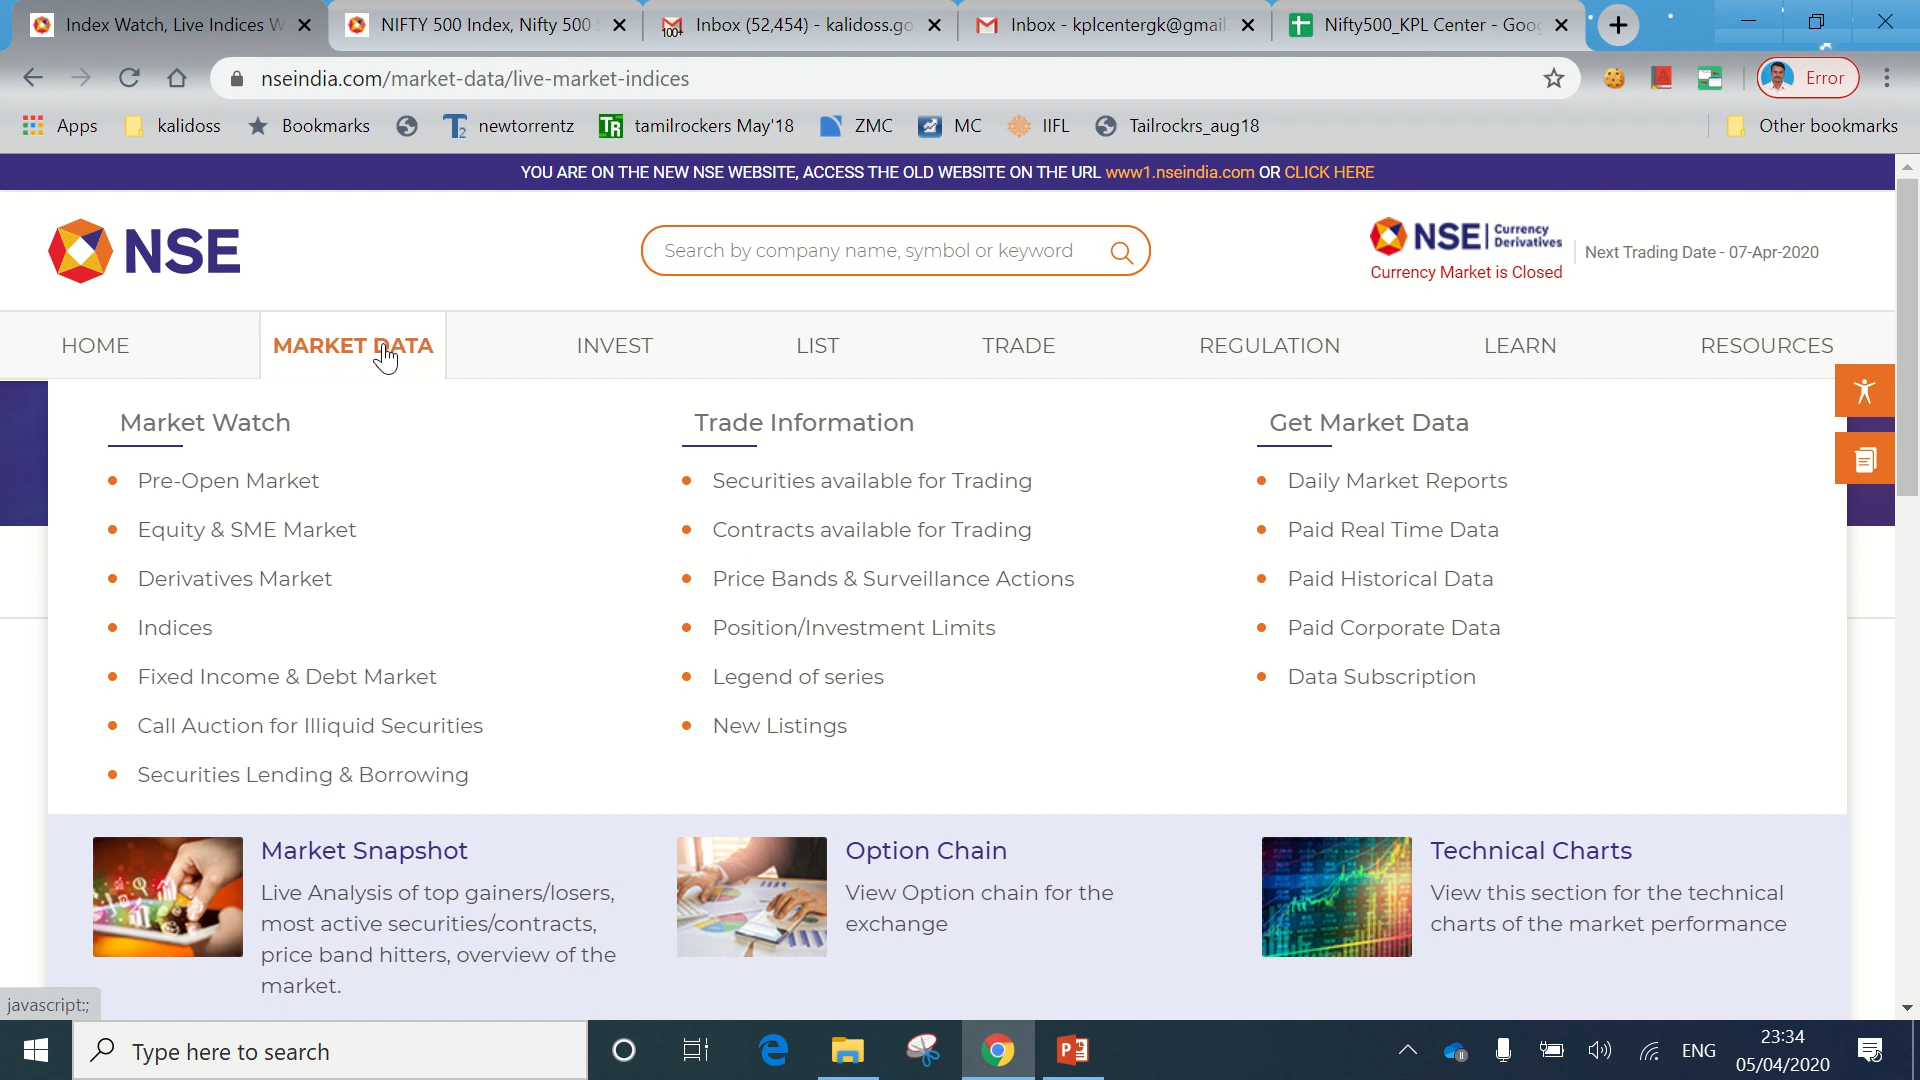 Index Watch, Live Indices W
NIFTY 500 Index, Nifty 500 S
Inbox (52,454) - kalidoss.go
Inbox - kplcentergk@gmail.
Nifty500_KPL Center - Goog
nseindia.com/market-data/live-market-indices
Error
Apps
kalidoss
Bookmarks
newtorrentz
tamilrockers May'18
ZMC
MC
IIFL
Tailrockrs_aug18
Other bookmarks
YOU ARE ON THE NEW NSE WEBSITE, ACCESS THE OLD WEBSITE ON THE URL www1.nseindia.com OR CLICK HERE
NSE
Search by company name, symbol or keyword
NSE Currency Derivatives
Currency Market is Closed
Next Trading Date - 07-Apr-2020
HOME
MARKET DATA
INVEST
LIST
TRADE
REGULATION
LEARN
RESOURCES
Market Watch
Pre-Open Market
Equity & SME Market
Derivatives Market
Indices
Fixed Income & Debt Market
Call Auction for Illiquid Securities
Securities Lending & Borrowing
Trade Information
Securities available for Trading
Contracts available for Trading
Price Bands & Surveillance Actions
Position/Investment Limits
Legend of series
New Listings
Get Market Data
Daily Market Reports
Paid Real Time Data
Paid Historical Data
Paid Corporate Data
Data Subscription
Market Snapshot
Live Analysis of top gainers/losers,
most active securities/contracts,
price band hitters, overview of the
market.
Option Chain
View Option chain for the
exchange
Technical Charts
View this section for the technical
charts of the market performance
javascript:;
Type here to search
ENG
23:34
05/04/2020